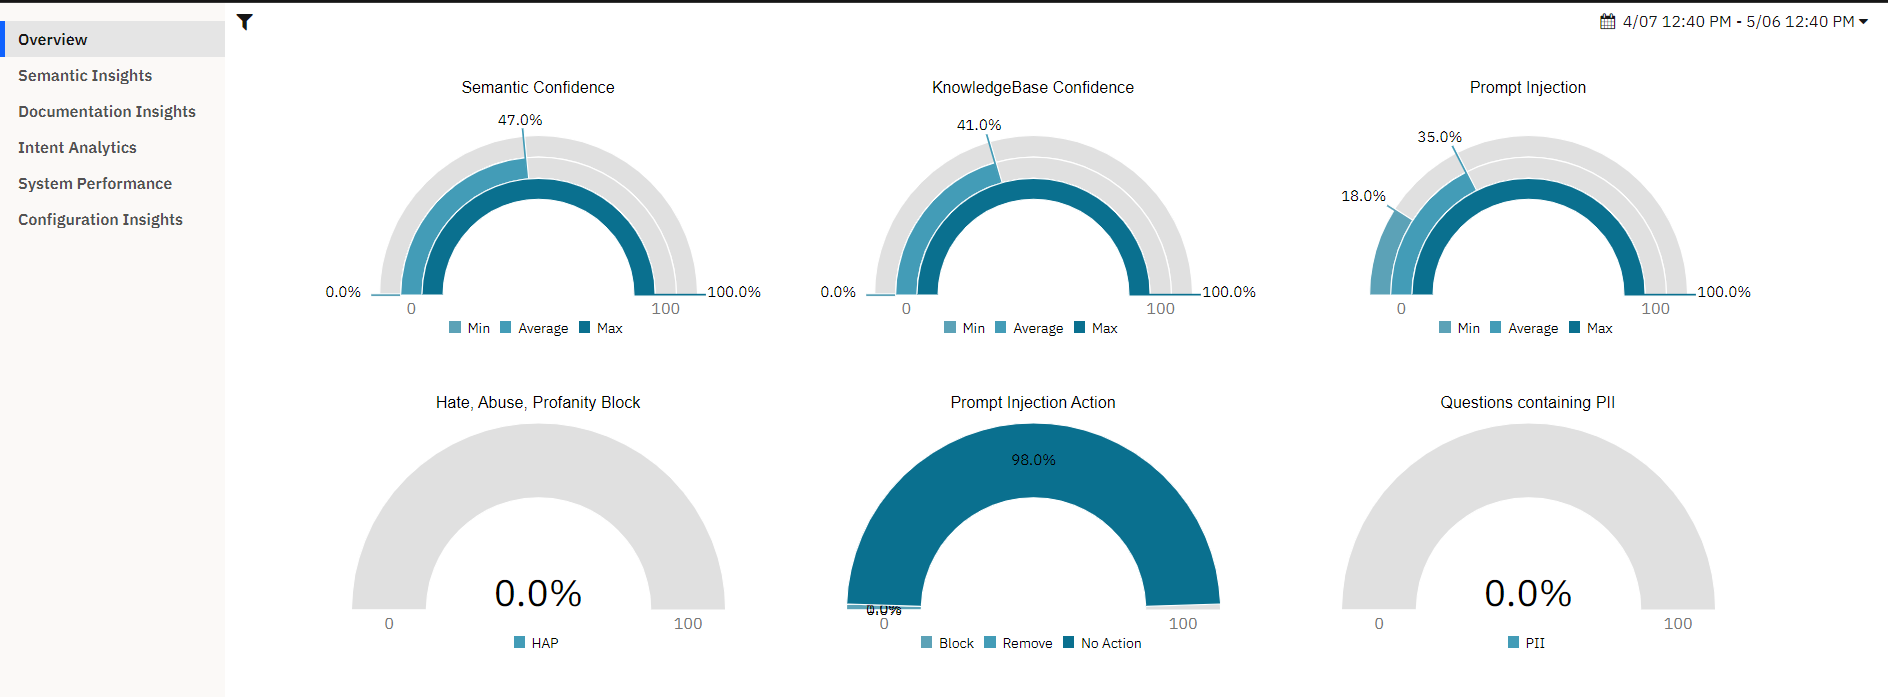 Overview
Semantic Insights
Documentation Insights
Intent Analytics
System Performance
Configuration Insights
4/07 12:40 PM - 5/06 12:40 PM
Semantic Confidence
47.0%
0.0%
100.0%
0
100
Min Average Max
KnowledgeBase Confidence
41.0%
0.0%
100.0%
0
100
Min Average Max
Prompt Injection
35.0%
18.0%
100.0%
0
100
Min Average Max
Hate, Abuse, Profanity Block
0.0%
0
100
HAP
Prompt Injection Action
98.0%
0
100
Block Remove No Action
Questions containing PII
0.0%
0
100
PII